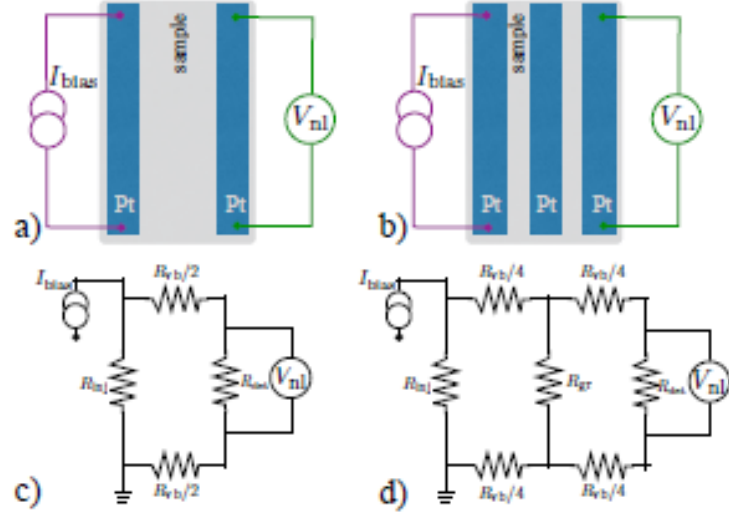 sample
I_bias
V_nl
Pt
Pt
a)
sample
I_bias
V_nl
Pt
Pt
Pt
b)
I_bias
R_vb/2
R_inj
R_det
V_nl
R_vb/2
c)
I_bias
R_vb/4
R_vb/4
R_inj
R_gr
R_det
V_nl
R_vb/4
R_vb/4
d)